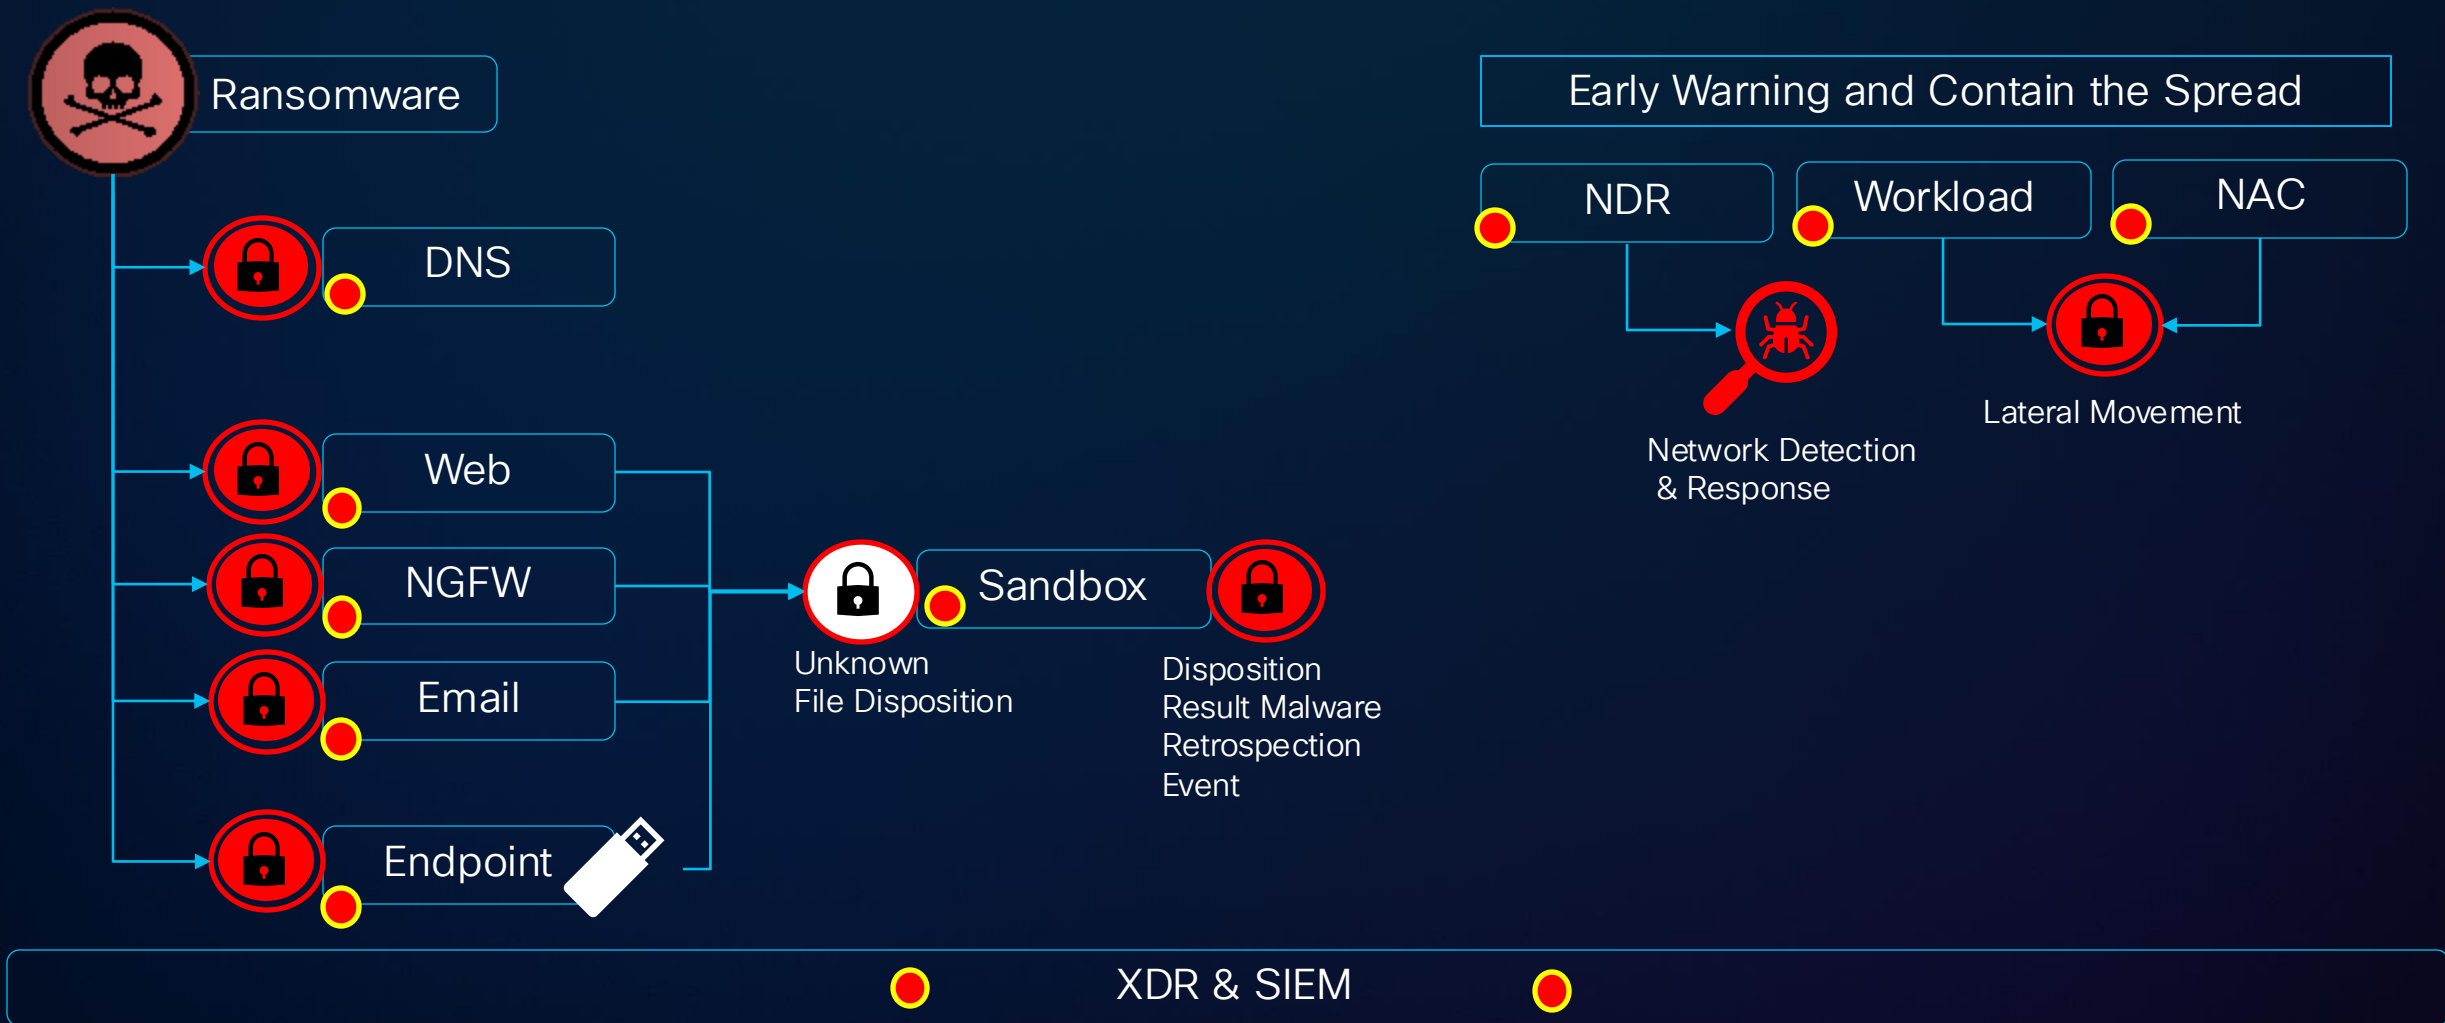 Ransomware
Early Warning and Contain the Spread
NDR
Workload
NAC
DNS
Lateral Movement
Network Detection
& Response
Web
NGFW
Sandbox
Unknown
File Disposition
Disposition
Result Malware
Retrospection
Event
Email
Endpoint
XDR & SIEM